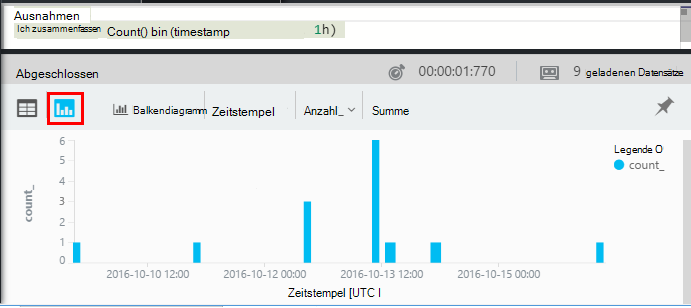 Ausnahmen
Ich zusammenfassen Count() bin (timestamp 1h)
Abgeschlossen 00:00:01:770 9 geladenen Datensätze
Balkendiagramm Zeitstempel Anzahl_ Summe
6
5
4
3
2
1
0
count_
Legende O
count_
2016-10-10 12:00 2016-10-12 00:00 2016-10-13 12:00 2016-10-15 00:00
Zeitstempel [UTC I